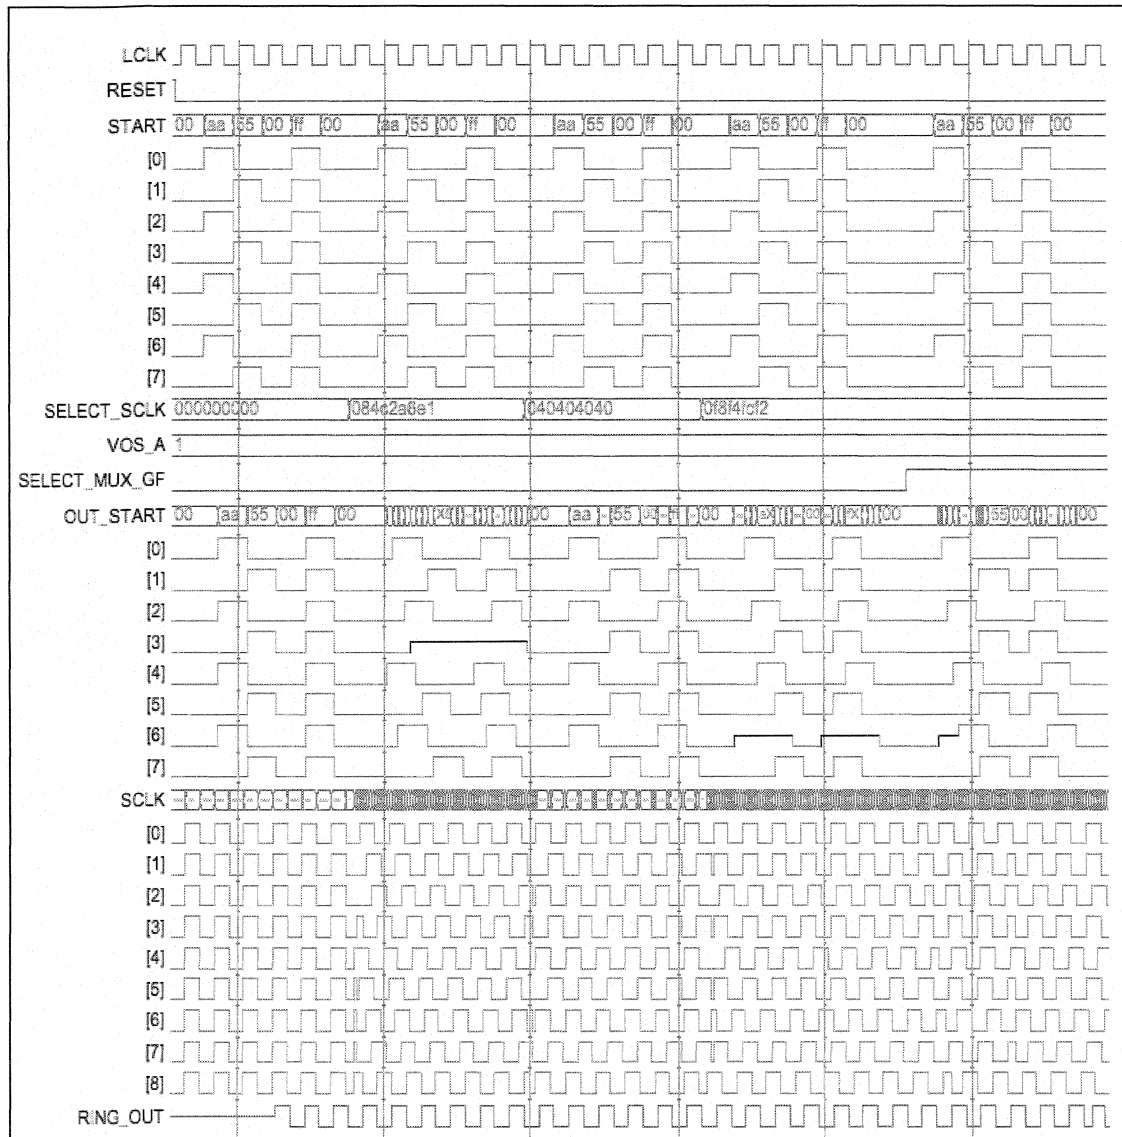 LCLK
RESET
START 00 aa 55 00 ff 00 aa 55 00 ff 00 aa 55 00 ff 00 aa 55 00 ff 00 aa 55 00 ff 00
[0]
[1]
[2]
[3]
[4]
[5]
[6]
[7]
SELECT_SCLK 000000000 084c2a6e1 040404040 0f8f4fcf2
VOS_A 1
SELECT_MUX_GF
OUT_START 00 aa 55 00 ff 00 00 aa 55 00 00 55 00 00
[0]
[1]
[2]
[3]
[4]
[5]
[6]
[7]
SCLK
[0]
[1]
[2]
[3]
[4]
[5]
[6]
[7]
[8]
RING_OUT